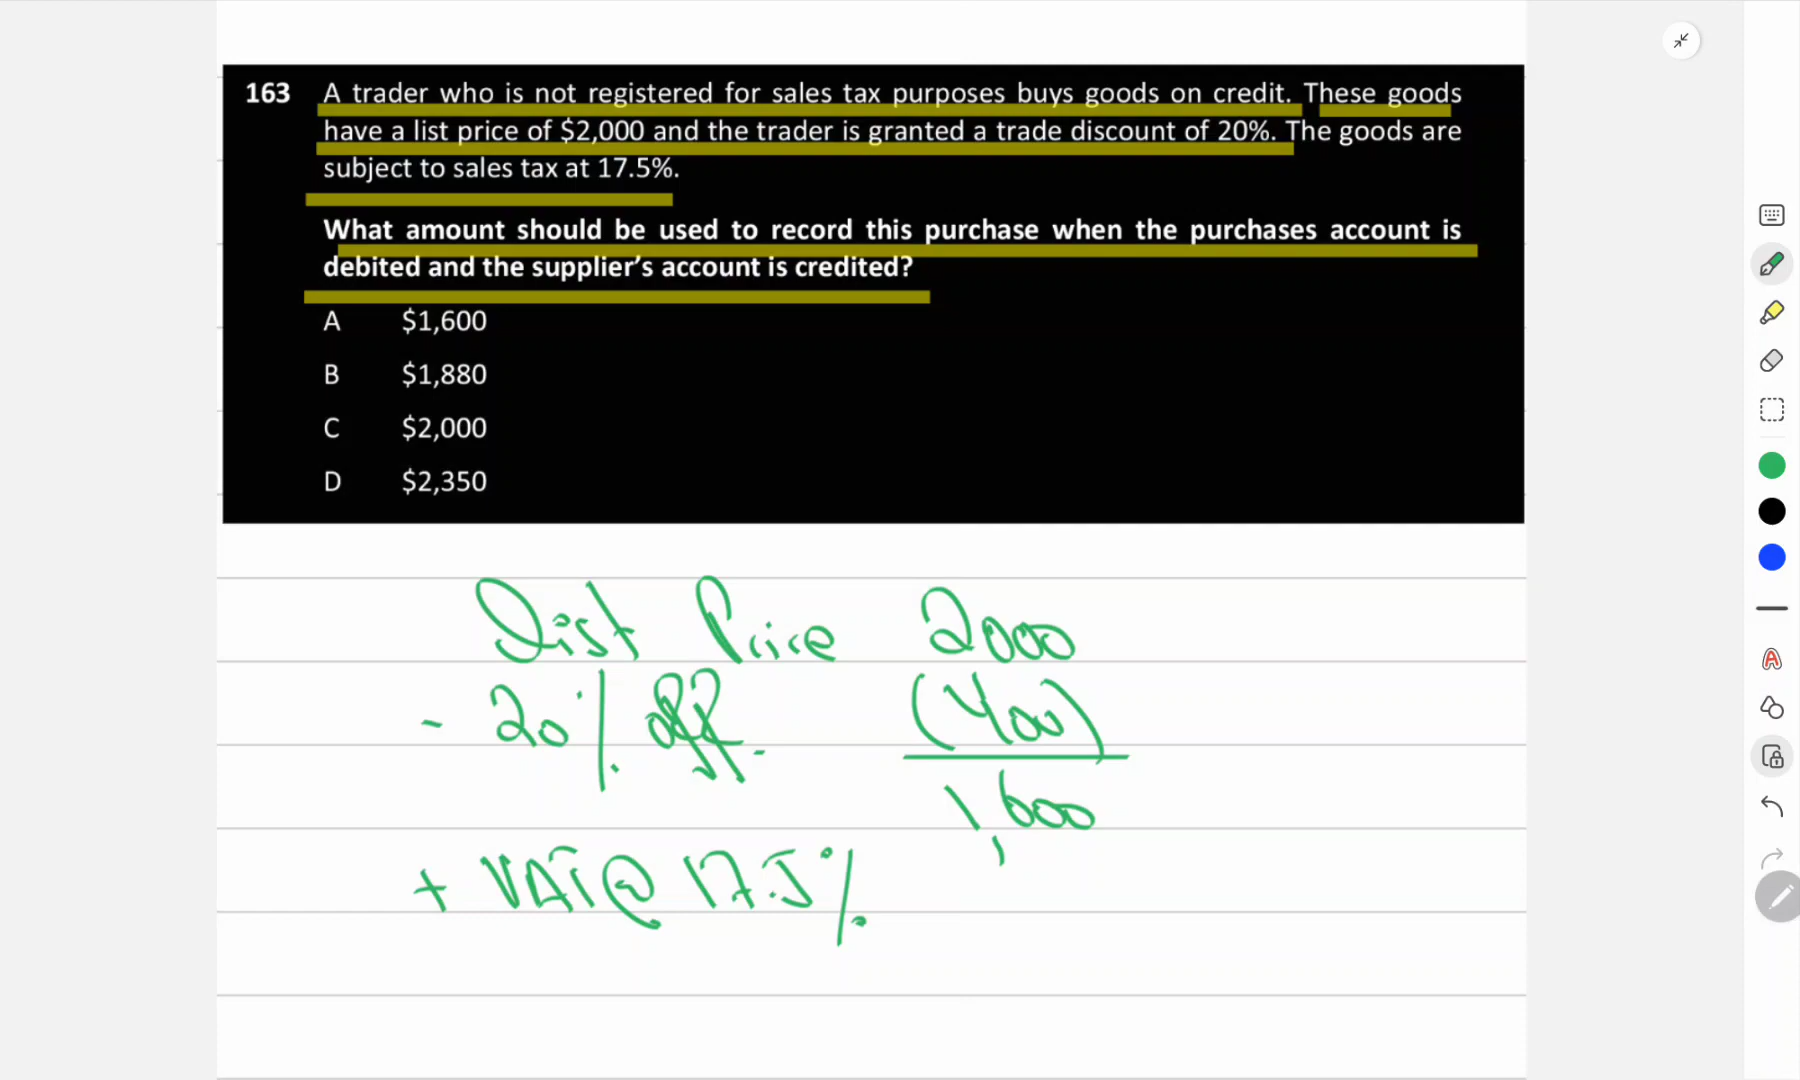 163 A trader who is not registered for sales tax purposes buys goods on credit. These goods
have a list price of $2,000 and the trader is granted a trade discount of 20%. The goods are
subject to sales tax at 17.5%.
What amount should be used to record this purchase when the purchases account is
debited and the supplier’s account is credited?
A $1,600
B $1,880
C $2,000
D $2,350
List Price 2000
- 20% off. (400)
1,600
+ VAT @ 17.5%
A